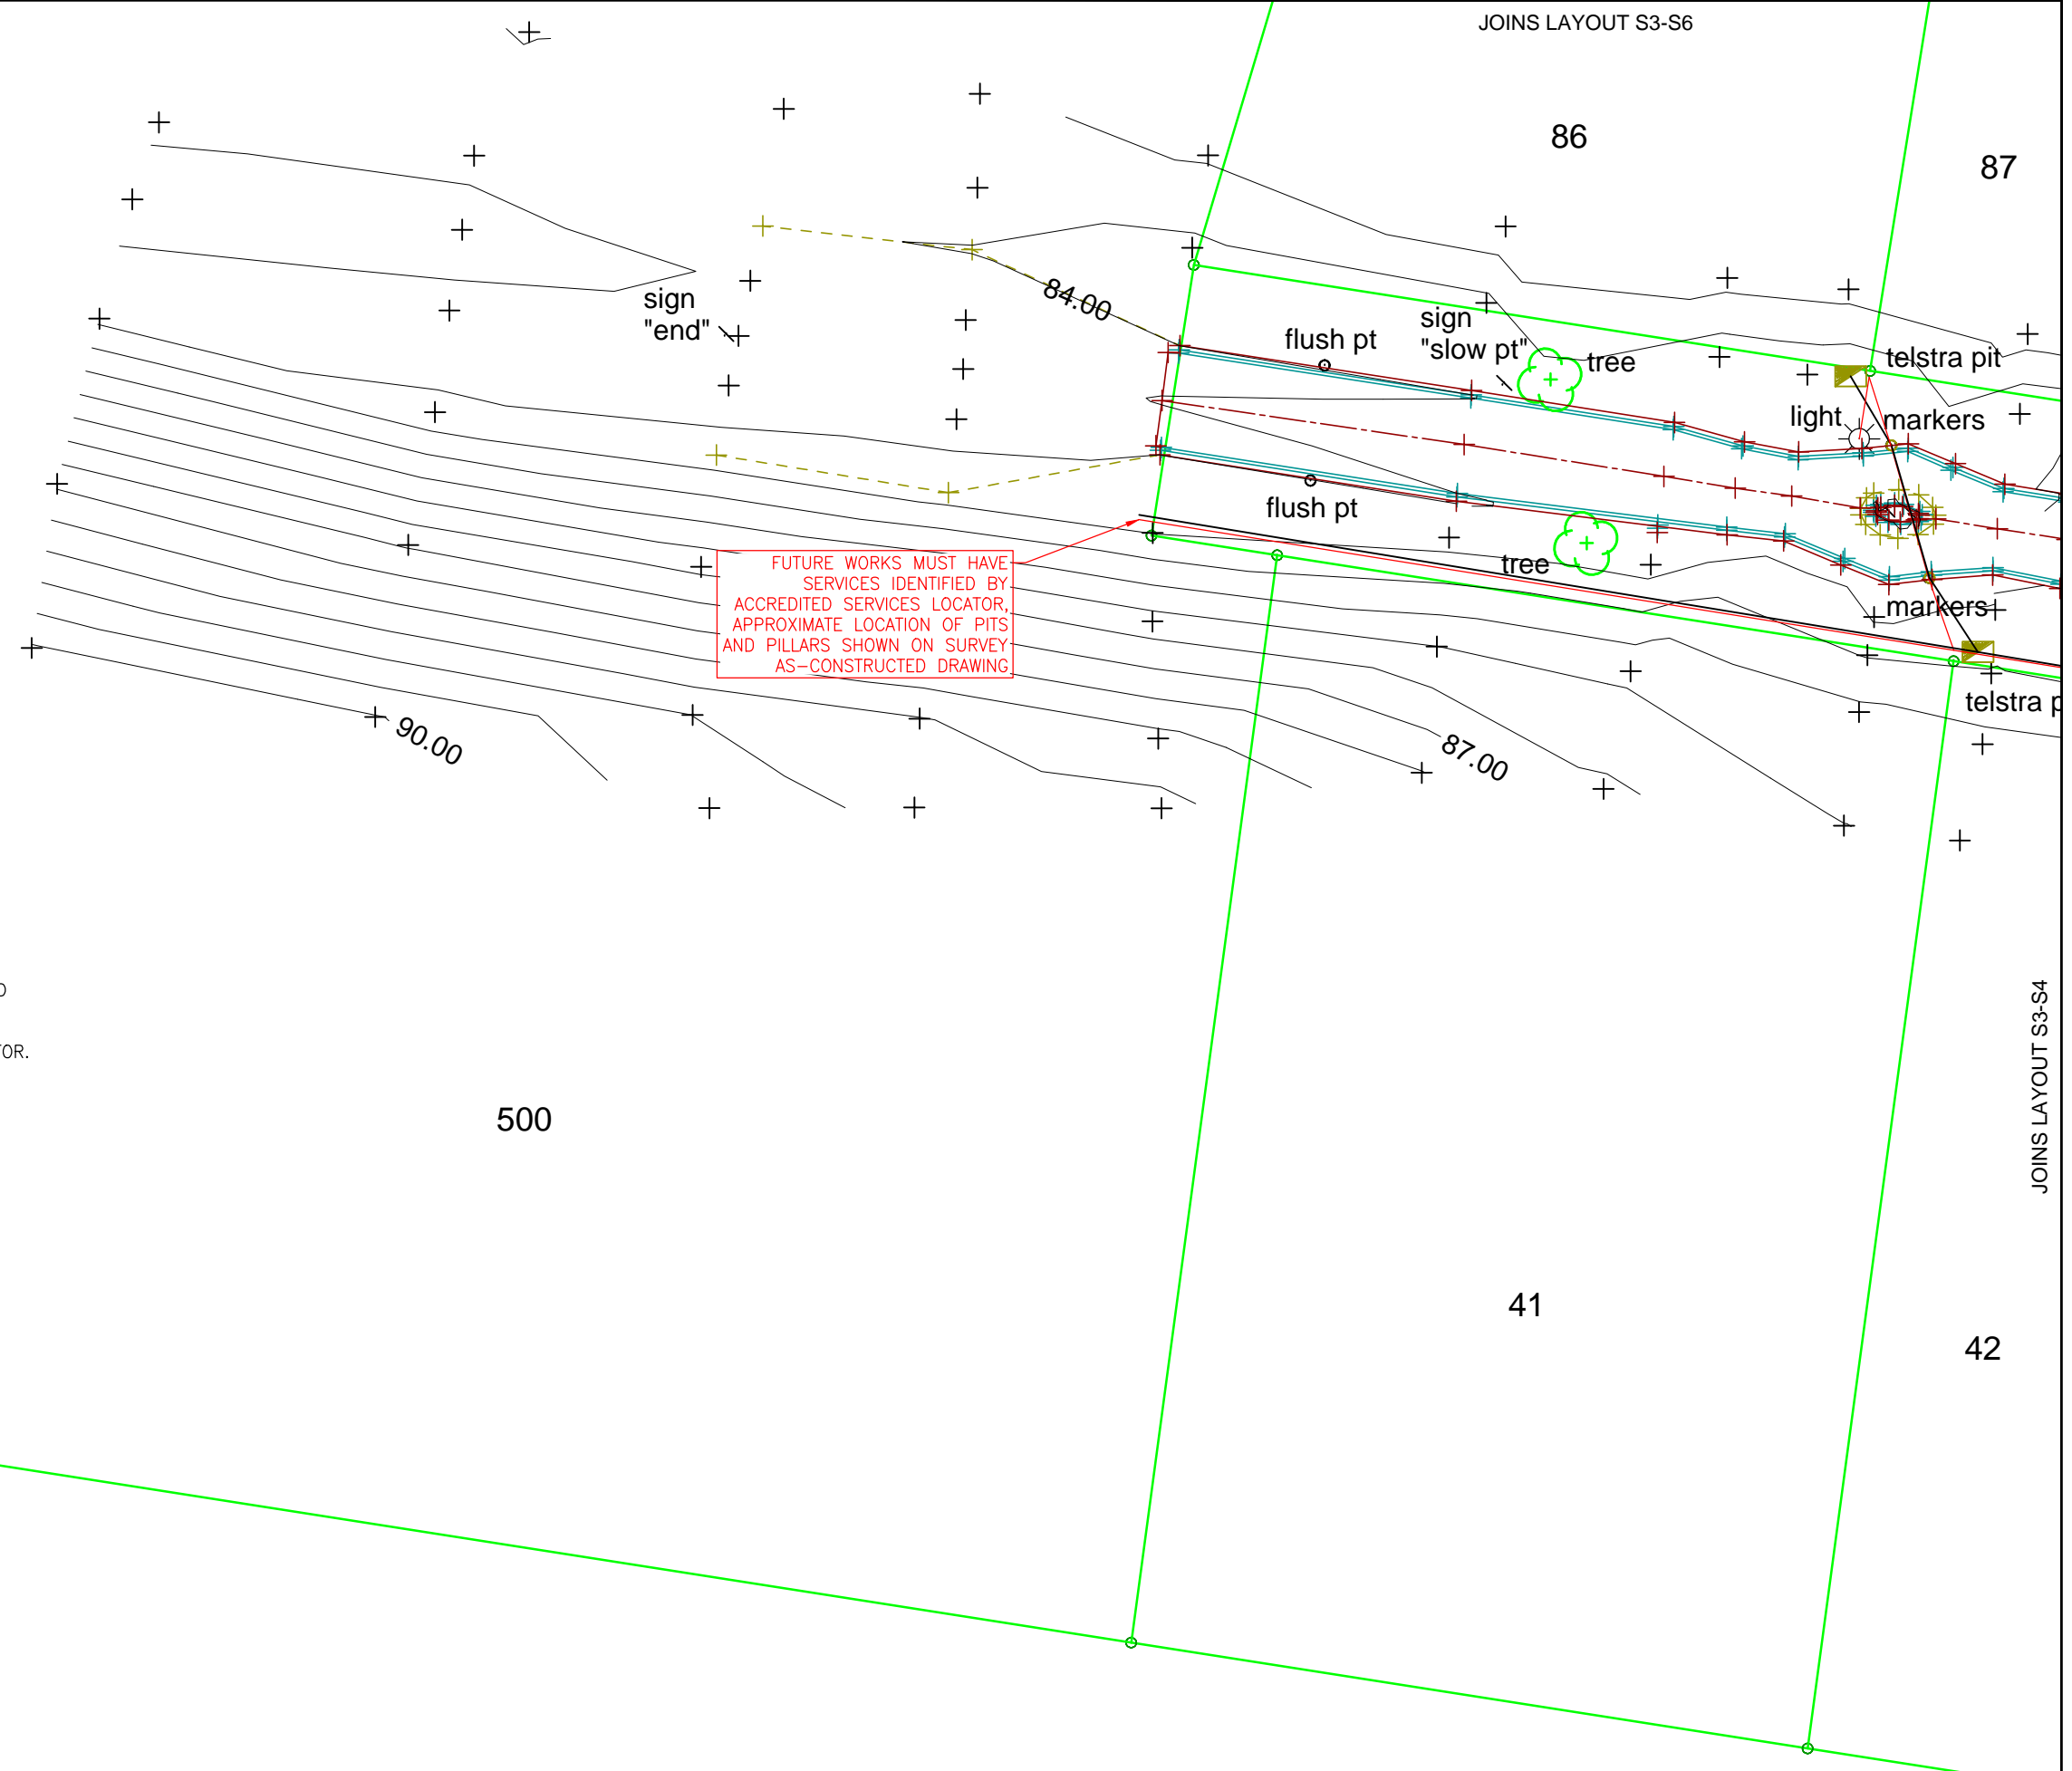 JOINS LAYOUT S3-S6
86
87
84.00
sign
"end"
flush pt
sign
"slow pt"
tree
telstra pit
light
markers
flush pt
tree
markers
FUTURE WORKS MUST HAVE
SERVICES IDENTIFIED BY
ACCREDITED SERVICES LOCATOR,
APPROXIMATE LOCATION OF PITS
AND PILLARS SHOWN ON SURVEY
AS-CONSTRUCTED DRAWING
telstra p
90.00
87.00
TOR.
500
41
42
JOINS LAYOUT S3-S4